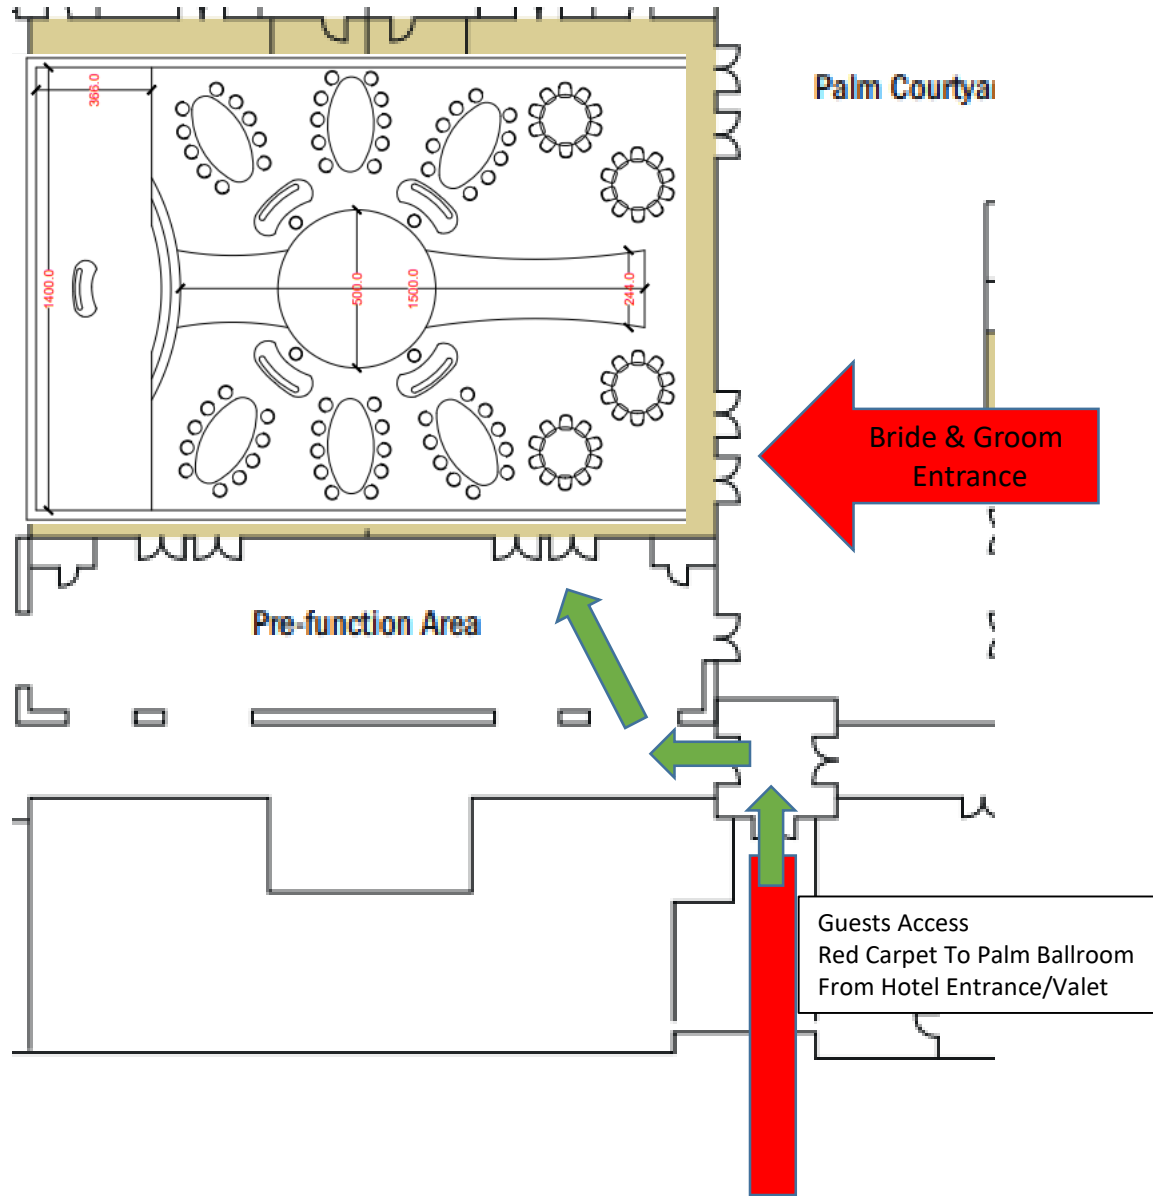 Palm Courtyar
366.0
1400.0
500.0
1500.0
244.0
Bride & Groom
Entrance
Pre-function Area
Guests Access
Red Carpet To Palm Ballroom
From Hotel Entrance/Valet